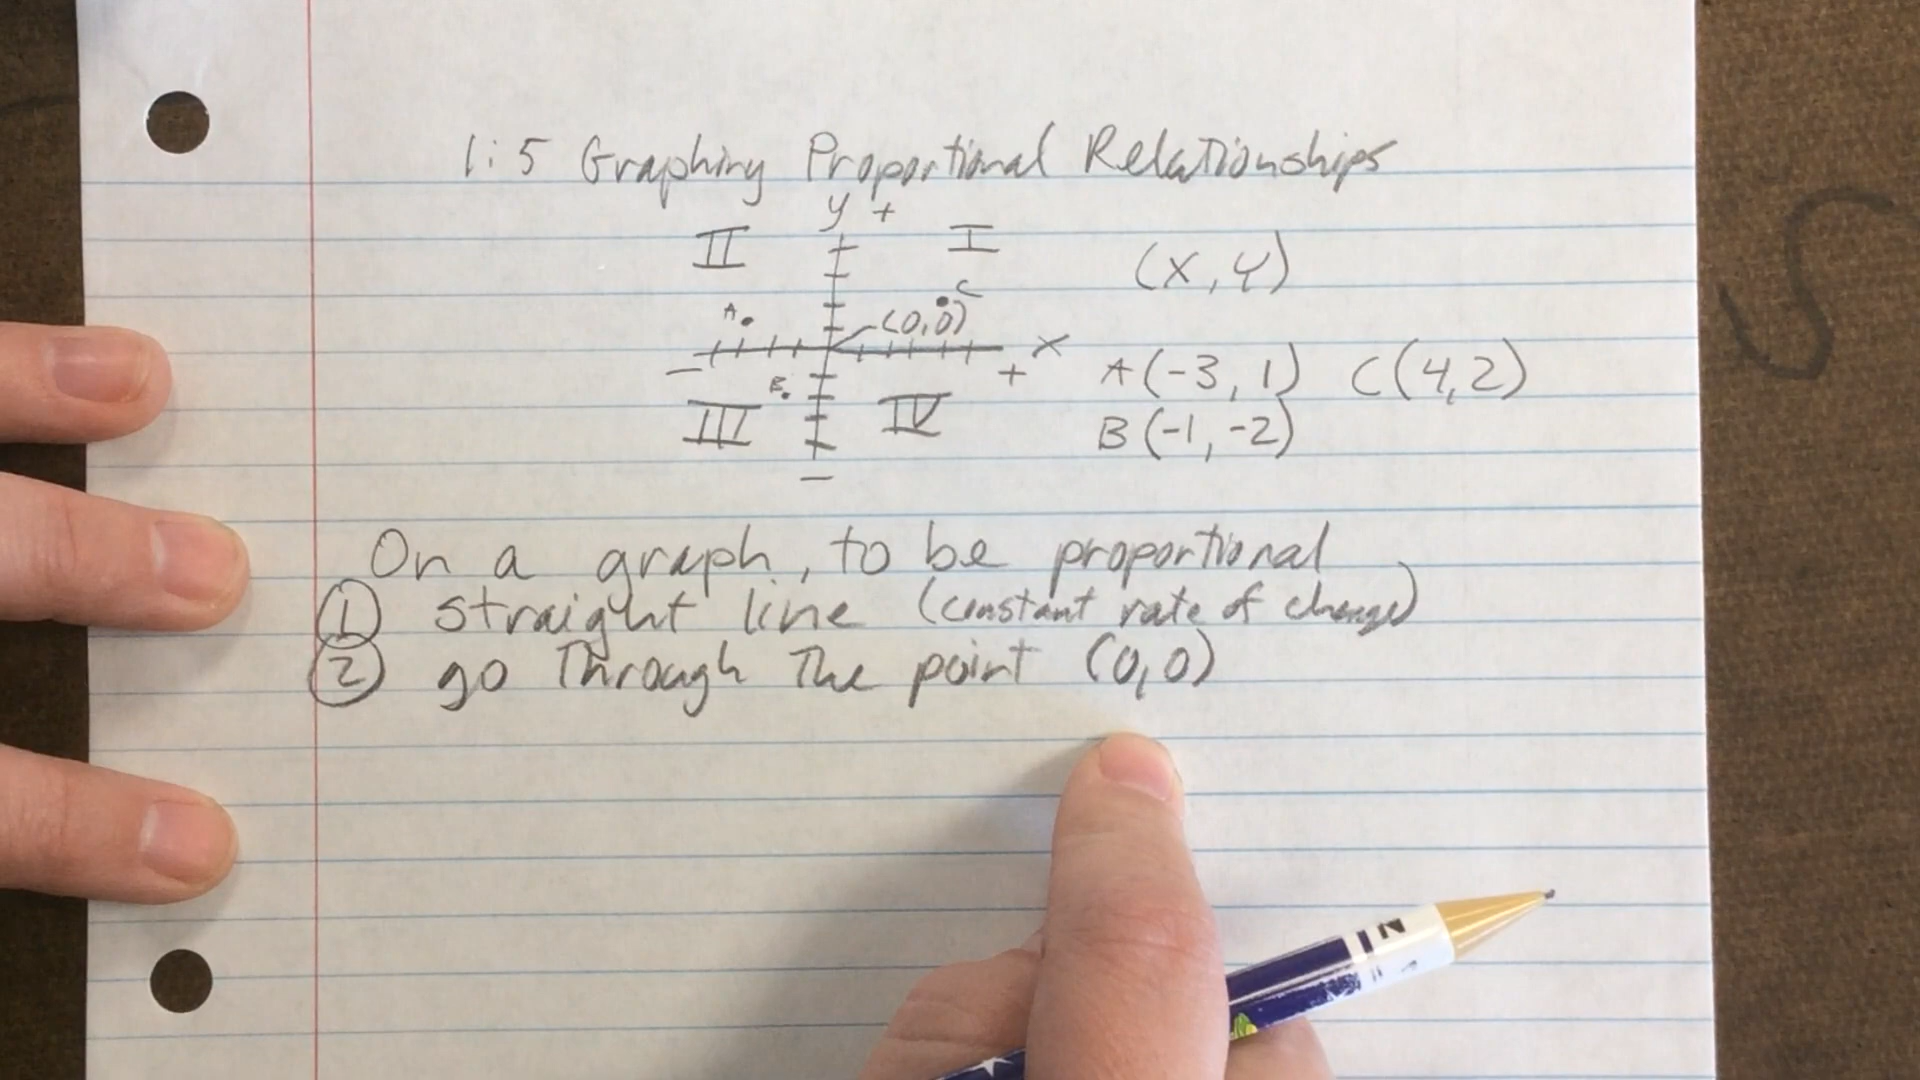 1:5 Graphing Proportional Relationships
y +
II I (X, Y)
A C
(0,0)
x
- + A(-3, 1) C(4,2)
B
III IV B(-1, -2)
-
On a graph, to be proportional
1 straight line (constant rate of change)
2 go Through The point (0,0)
N